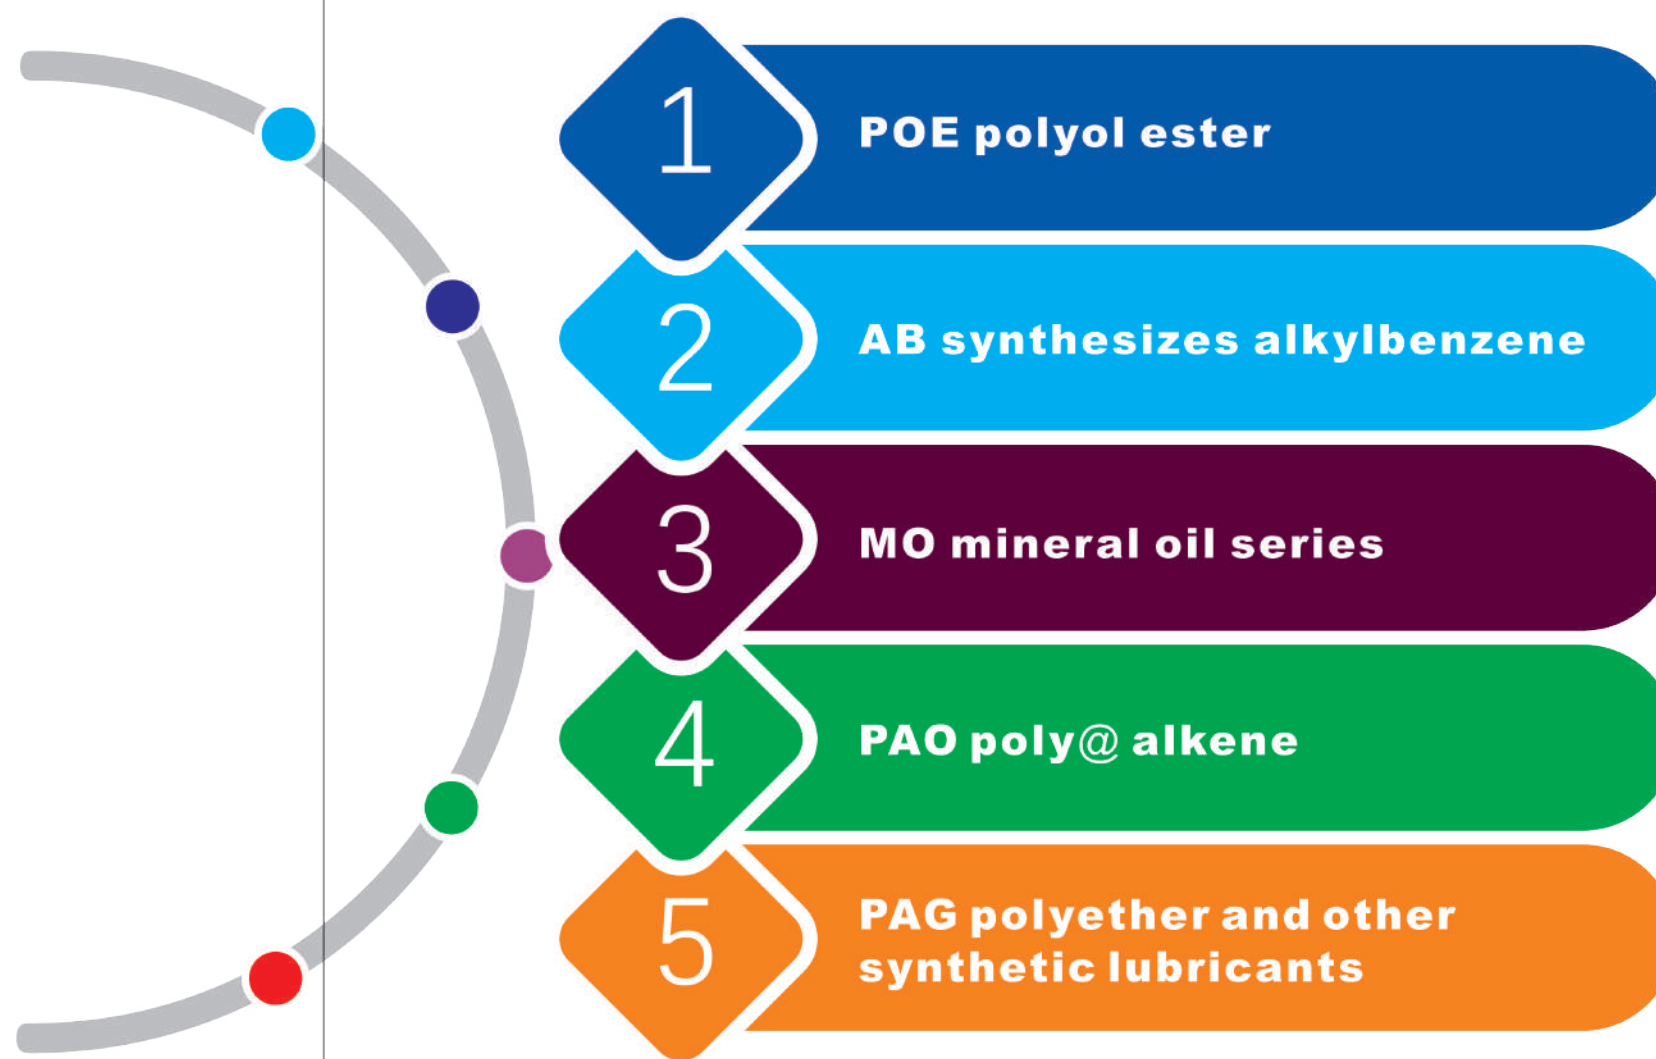 1
POE polyol ester
2
AB synthesizes alkylbenzene
3
MO mineral oil series
4
PAO poly@ alkene
5
PAG polyether and other
synthetic lubricants